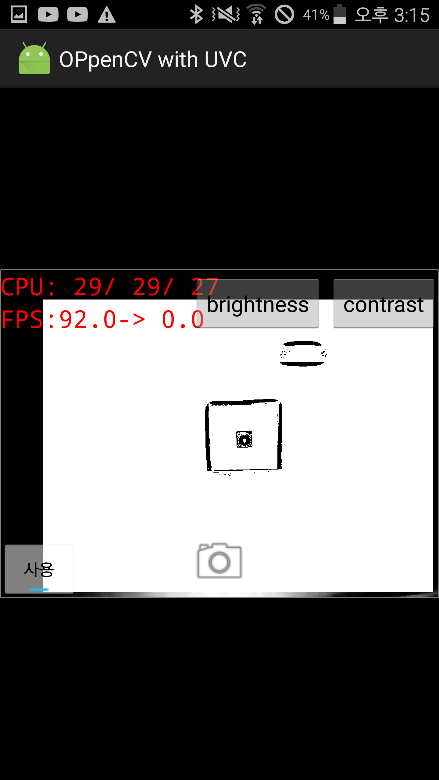 41% 오후 3:15
OPpenCV with UVC
CPU: 29/ 29/ 27
brightness contrast
FPS:92.0-> 0.0
사용